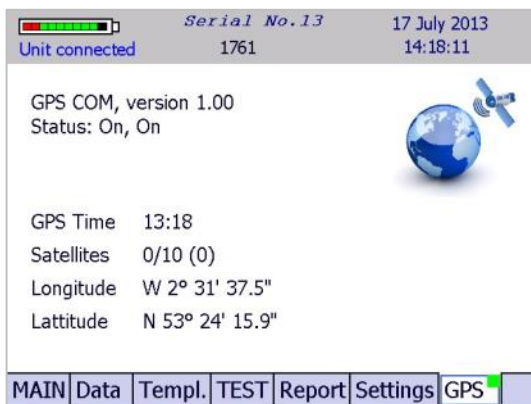 Serial No.13 17 July 2013
Unit connected 1761 14:18:11
GPS COM, version 1.00
Status: On, On
GPS Time 13:18
Satellites 0/10 (0)
Longitude W 2º 31' 37.5"
Lattitude N 53º 24' 15.9"
MAIN Data Templ. TEST Report Settings GPS